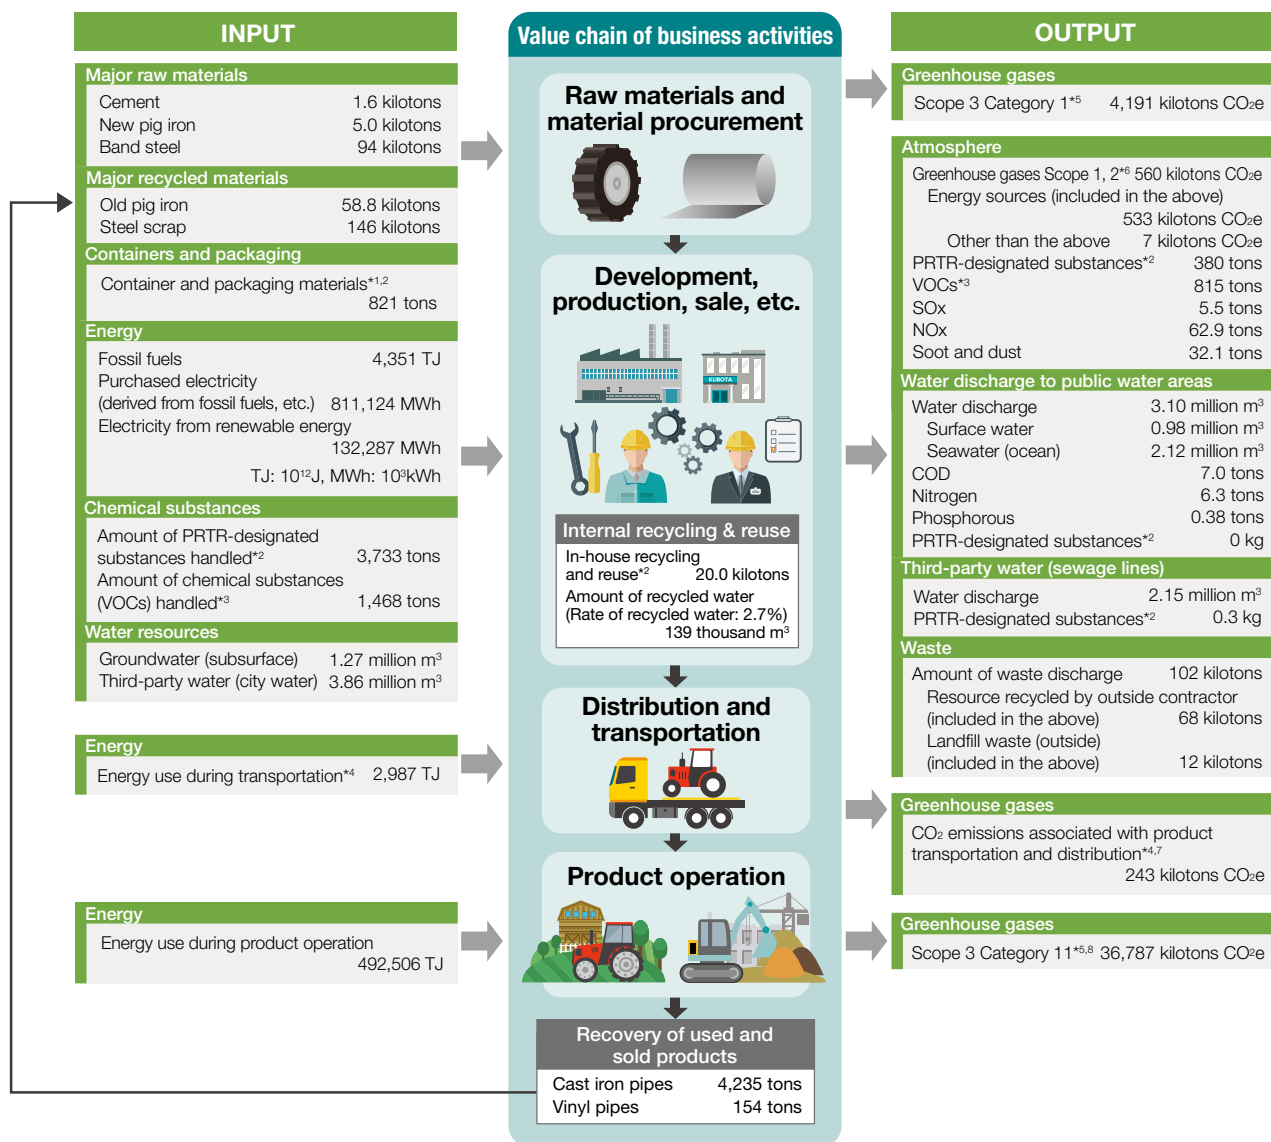 INPUT
Major raw materials
Cement 1.6 kilotons
New pig iron 5.0 kilotons
Band steel 94 kilotons
Major recycled materials
Old pig iron 58.8 kilotons
Steel scrap 146 kilotons
Containers and packaging
Container and packaging materials*1,2
821 tons
Energy
Fossil fuels 4,351 TJ
Purchased electricity
(derived from fossil fuels, etc.) 811,124 MWh
Electricity from renewable energy
132,287 MWh
TJ: 10¹²J, MWh: 10³kWh
Chemical substances
Amount of PRTR-designated
substances handled*2 3,733 tons
Amount of chemical substances
(VOCs) handled*3 1,468 tons
Water resources
Groundwater (subsurface) 1.27 million m³
Third-party water (city water) 3.86 million m³
Energy
Energy use during transportation*4 2,987 TJ
Energy
Energy use during product operation
492,506 TJ
Value chain of business activities
Raw materials and
material procurement
Development,
production, sale, etc.
KUBOTA
Internal recycling & reuse
In-house recycling
and reuse*2 20.0 kilotons
Amount of recycled water
(Rate of recycled water: 2.7%)
139 thousand m³
Distribution and
transportation
Product operation
Recovery of used and
sold products
Cast iron pipes 4,235 tons
Vinyl pipes 154 tons
OUTPUT
Greenhouse gases
Scope 3 Category 1*5 4,191 kilotons CO₂e
Atmosphere
Greenhouse gases Scope 1, 2*6 560 kilotons CO₂e
Energy sources (included in the above)
533 kilotons CO₂e
Other than the above 7 kilotons CO₂e
PRTR-designated substances*2 380 tons
VOCs*3 815 tons
SOx 5.5 tons
NOx 62.9 tons
Soot and dust 32.1 tons
Water discharge to public water areas
Water discharge 3.10 million m³
Surface water 0.98 million m³
Seawater (ocean) 2.12 million m³
COD 7.0 tons
Nitrogen 6.3 tons
Phosphorous 0.38 tons
PRTR-designated substances*2 0 kg
Third-party water (sewage lines)
Water discharge 2.15 million m³
PRTR-designated substances*2 0.3 kg
Waste
Amount of waste discharge 102 kilotons
Resource recycled by outside contractor
(included in the above) 68 kilotons
Landfill waste (outside)
(included in the above) 12 kilotons
Greenhouse gases
CO₂ emissions associated with product
transportation and distribution*4,7
243 kilotons CO₂e
Greenhouse gases
Scope 3 Category 11*5,8 36,787 kilotons CO₂e